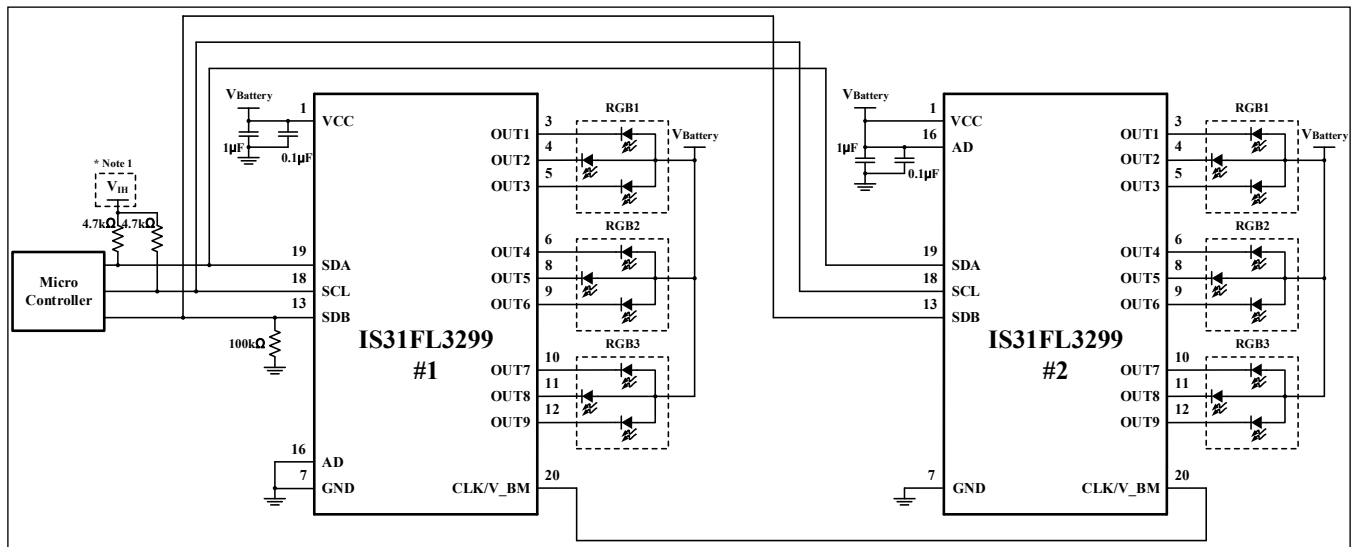 VBattery
1
VCC
1µF
0.1µF
* Note 1
VIH
4.7kΩ 4.7kΩ
Micro
Controller
19
SDA
18
SCL
13
SDB
100kΩ
IS31FL3299
#1
16
AD
7
GND
RGB1
VBattery
OUT1 3
OUT2 4
OUT3 5
RGB2
OUT4 6
OUT5 8
OUT6 9
RGB3
OUT7 10
OUT8 11
OUT9 12
CLK/V_BM 20
VBattery
1
VCC
16
AD
1µF
0.1µF
19
SDA
18
SCL
13
SDB
IS31FL3299
#2
7
GND
RGB1
VBattery
OUT1 3
OUT2 4
OUT3 5
RGB2
OUT4 6
OUT5 8
OUT6 9
RGB3
OUT7 10
OUT8 11
OUT9 12
CLK/V_BM 20